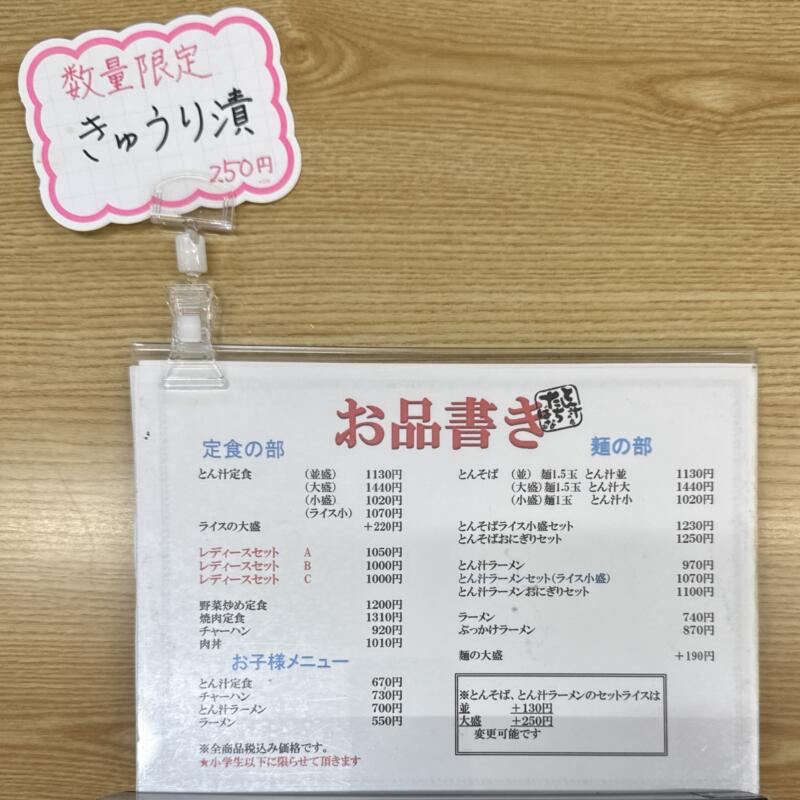 数量限定
きゅうり漬
250円
お品書き
とん汁の
たちばな
定食の部
とん汁定食 (並盛) 1130円
(大盛) 1440円
(小盛) 1020円
(ライス小) 1070円
ライスの大盛 +220円
レディースセット A 1050円
レディースセット B 1000円
レディースセット C 1000円
野菜炒め定食 1200円
焼肉定食 1310円
チャーハン 920円
肉丼 1010円
お子様メニュー
とん汁定食 670円
チャーハン 730円
とん汁ラーメン 700円
ラーメン 550円
※全商品税込み価格です。
★小学生以下に限らせて頂きます
麺の部
とんそば (並) 麺1.5玉 とん汁並 1130円
(大盛)麺1.5玉 とん汁大 1440円
(小盛)麺1玉 とん汁小 1020円
とんそばライス小盛セット 1230円
とんそばおにぎりセット 1250円
とん汁ラーメン 970円
とん汁ラーメンセット(ライス小盛) 1070円
とん汁ラーメンおにぎりセット 1100円
ラーメン 740円
ぶっかけラーメン 870円
麺の大盛 +190円
※とんそば、とん汁ラーメンのセットライスは
並 +130円
大盛 +250円
変更可能です